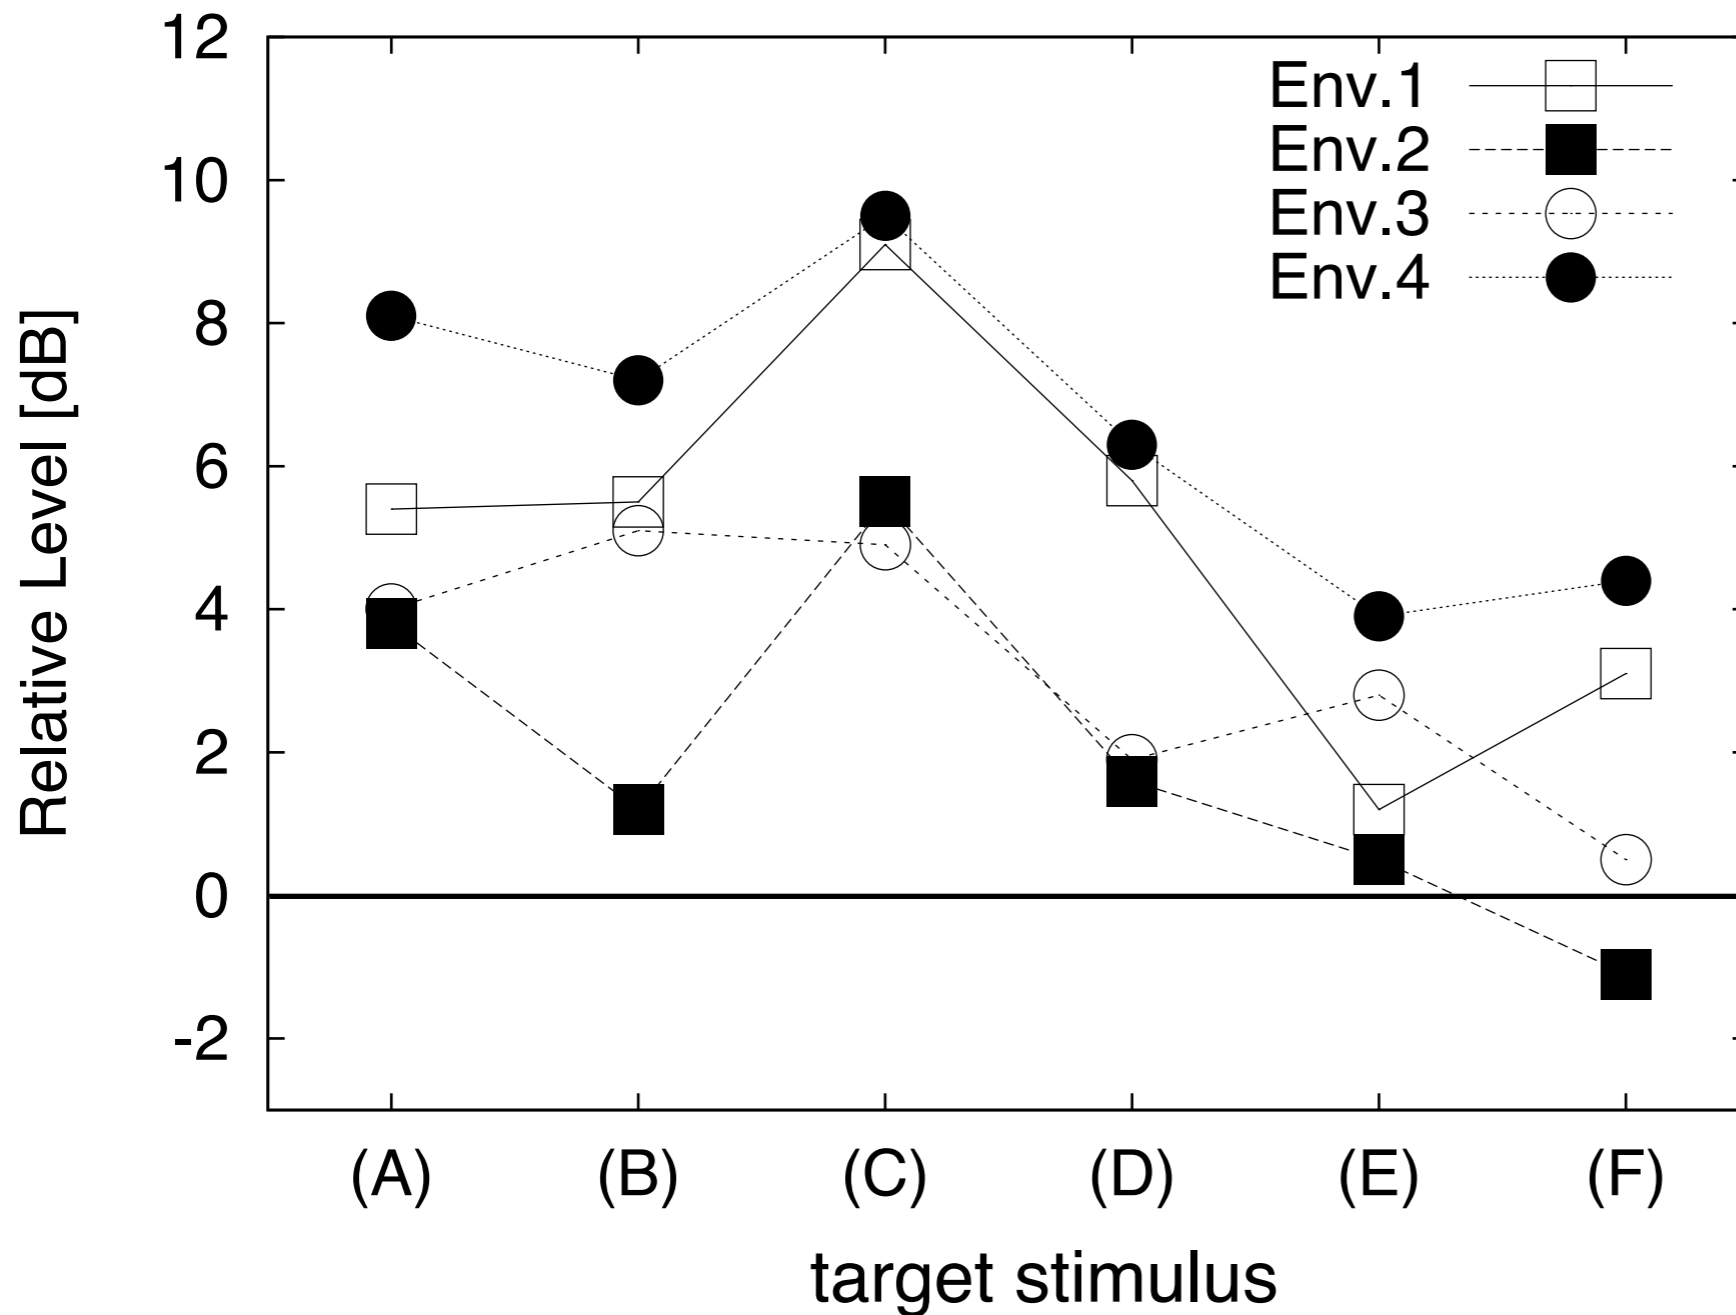 12
10
8
6
4
2
0
-2
Relative Level [dB]
Env.1
Env.2
Env.3
Env.4
(A) (B) (C) (D) (E) (F)
target stimulus